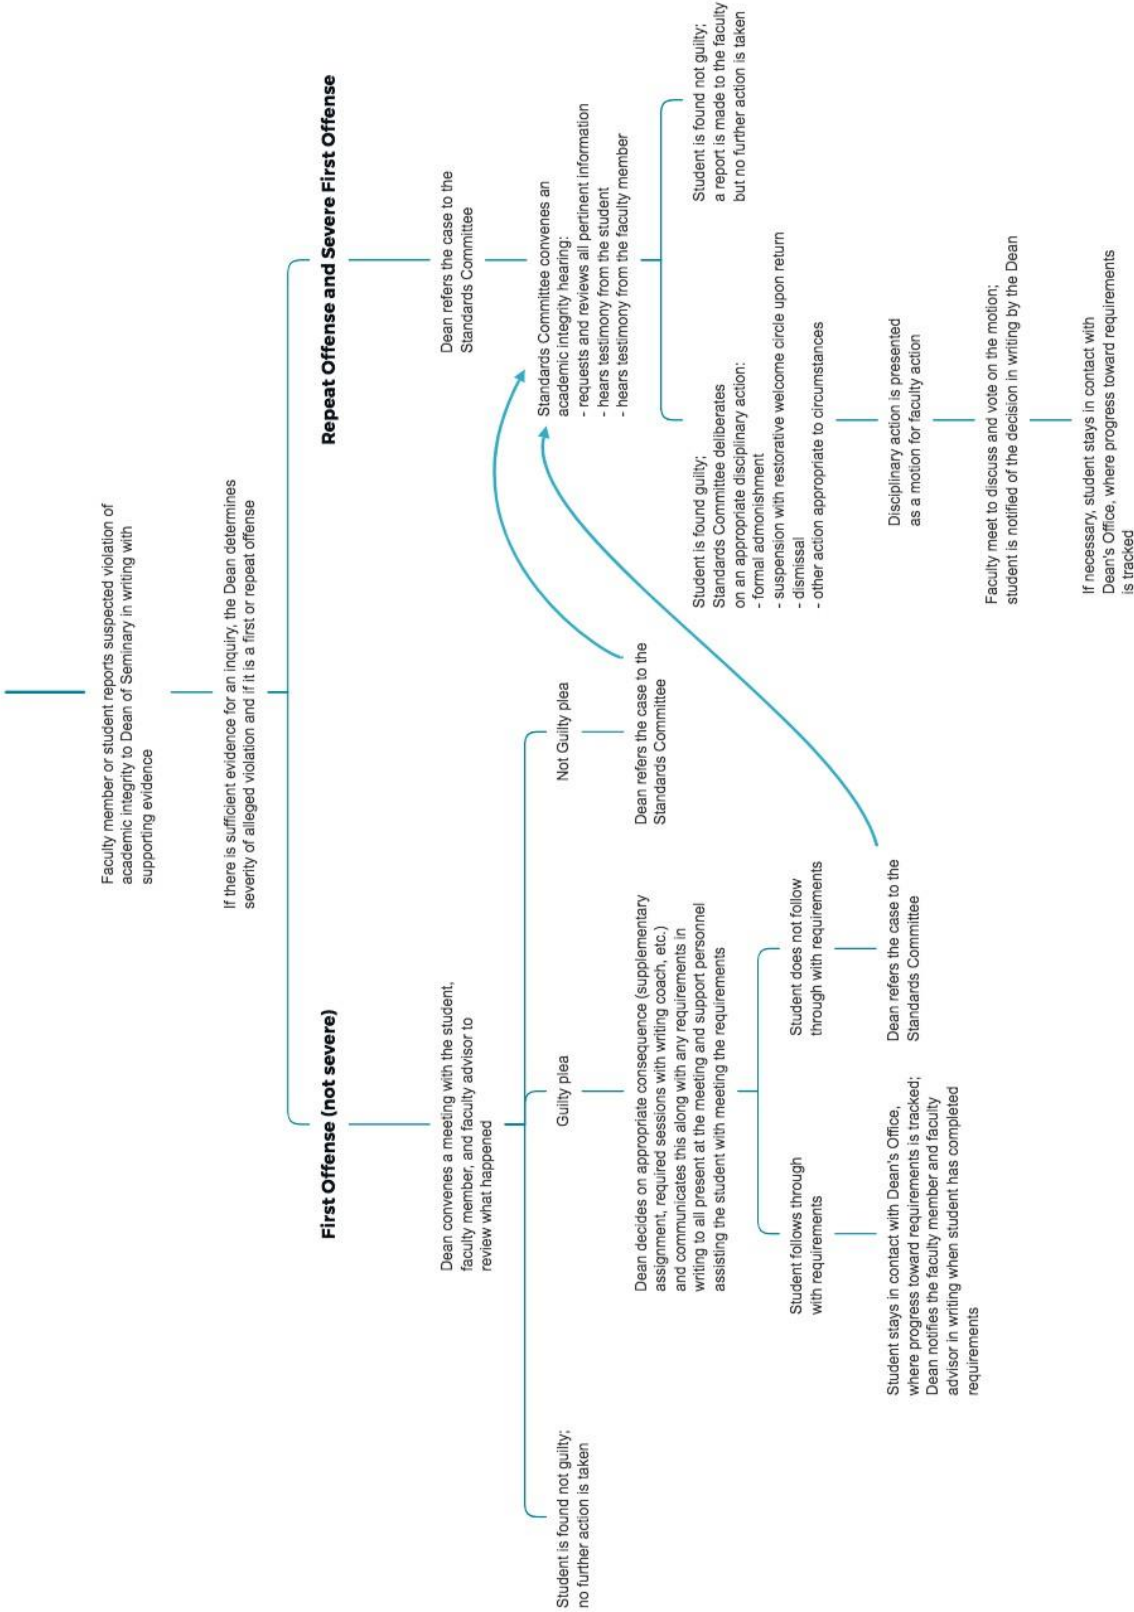 Faculty member or student reports suspected violation of
academic integrity to Dean of Seminary in writing with
supporting evidence
If there is sufficient evidence for an inquiry, the Dean determines
severity of alleged violation and if it is a first or repeat offense
First Offense (not severe)
Dean convenes a meeting with the student,
faculty member, and faculty advisor to
review what happened
Student is found not guilty;
no further action is taken
Guilty plea
Dean decides on appropriate consequence (supplementary
assignment, required sessions with writing coach, etc.)
and communicates this along with any requirements in
writing to all present at the meeting and support personnel
assisting the student with meeting the requirements
Student follows through
with requirements
Student stays in contact with Dean's Office,
where progress toward requirements is tracked;
Dean notifies the faculty member and faculty
advisor in writing when student has completed
requirements
Student does not follow
through with requirements
Dean refers the case to the
Standards Committee
Not Guilty plea
Dean refers the case to the
Standards Committee
Repeat Offense and Severe First Offense
Dean refers the case to the
Standards Committee
Standards Committee convenes an
academic integrity hearing:
- requests and reviews all pertinent information
- hears testimony from the student
- hears testimony from the faculty member
Student is found guilty;
Standards Committee deliberates
on an appropriate disciplinary action:
- formal admonishment
- suspension with restorative welcome circle upon return
- dismissal
- other action appropriate to circumstances
Disciplinary action is presented
as a motion for faculty action
Faculty meet to discuss and vote on the motion;
student is notified of the decision in writing by the Dean
If necessary, student stays in contact with
Dean's Office, where progress toward requirements
is tracked
Student is found not guilty;
a report is made to the faculty
but no further action is taken